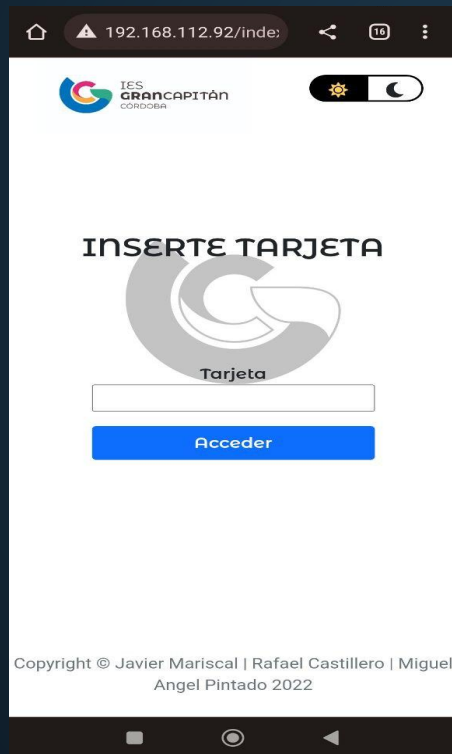 192.168.112.92/index
16
IES
GRANCAPITÁN
CÓRDOBA
INSERTE TARJETA
Tarjeta
Acceder
Copyright © Javier Mariscal | Rafael Castillero | Miguel
Angel Pintado 2022